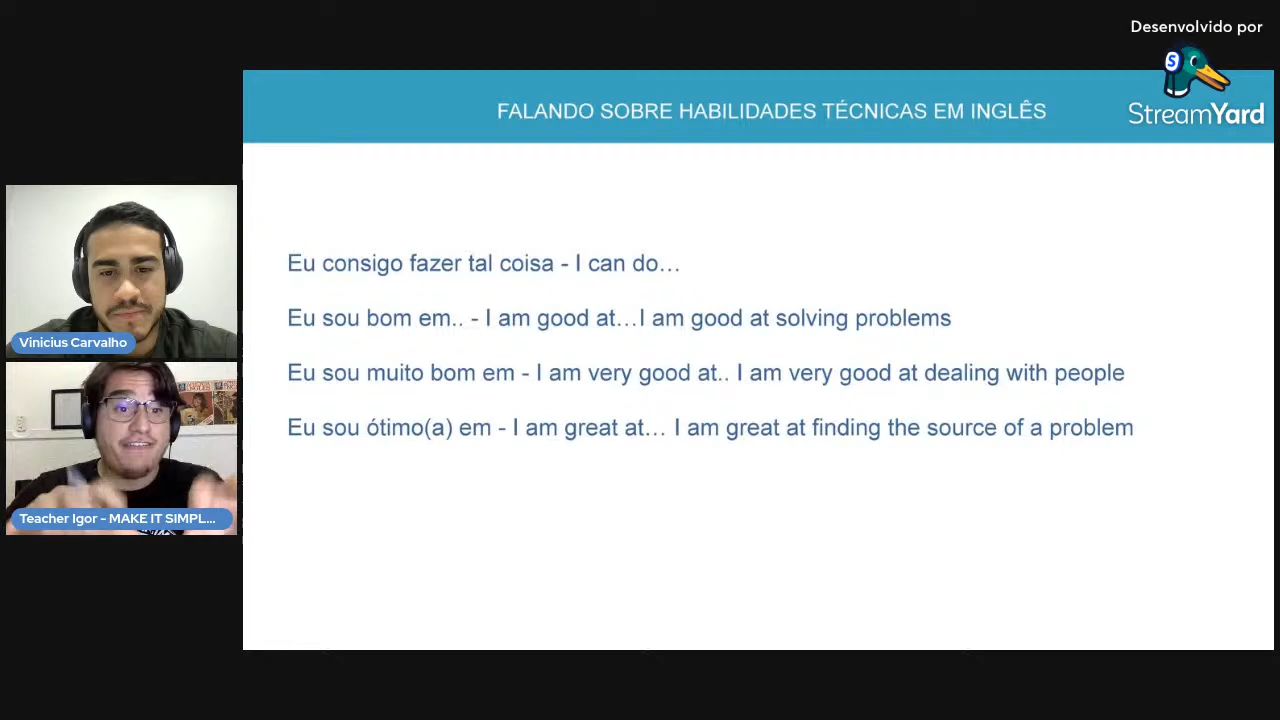 Desenvolvido por
StreamYard
FALANDO SOBRE HABILIDADES TÉCNICAS EM INGLÊS
Eu consigo fazer tal coisa - I can do…
Eu sou bom em.. - I am good at…I am good at solving problems
Eu sou muito bom em - I am very good at.. I am very good at dealing with people
Eu sou ótimo(a) em - I am great at… I am great at finding the source of a problem
Vinicius Carvalho
Teacher Igor - MAKE IT SIMPL...